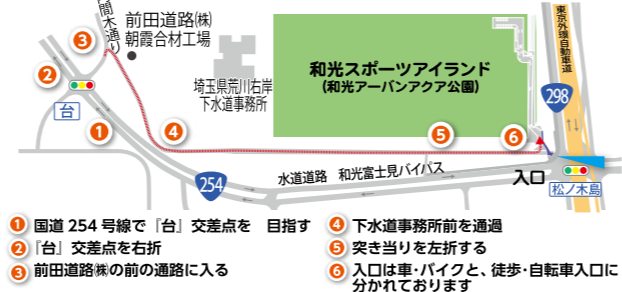 間木通り
前田道路㈱
朝霞合材工場
埼玉県荒川右岸
下水道事務所
和光スポーツアイランド
(和光アーバンアクア公園)
東京外環自動車道
298
3
2
台
1
4
5
6
254
水道道路 和光富士見バイパス
入口
松ノ木島
1 国道254号線で『台』交差点を 目指す
2 『台』交差点を右折
3 前田道路㈱の前の通路に入る
4 下水道事務所前を通過
5 突き当りを左折する
6 入口は車・バイクと、徒歩・自転車入口に
分かれております